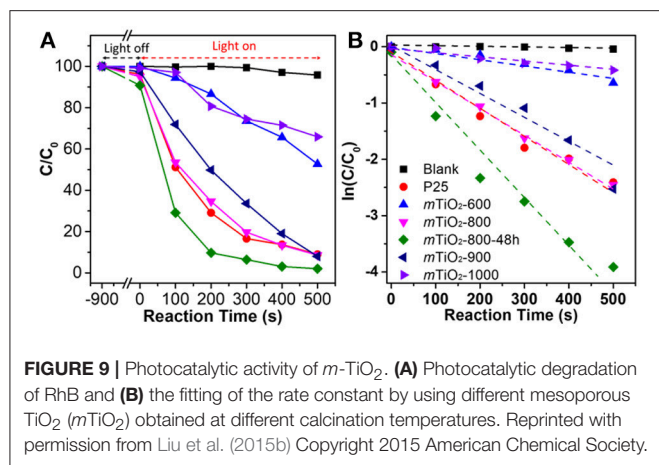 A
Light off
Light on
C/C0
100
80
60
40
20
0
-900
0
100
200
300
400
500
Reaction Time (s)
B
ln(C/C0)
0
-1
-2
-3
-4
Blank
P25
mTiO2-600
mTiO2-800
mTiO2-800-48h
mTiO2-900
mTiO2-1000
0
100
200
300
400
500
Reaction Time (s)
FIGURE 9 | Photocatalytic activity of m-TiO2. (A) Photocatalytic degradation
of RhB and (B) the fitting of the rate constant by using different mesoporous
TiO2 (mTiO2) obtained at different calcination temperatures. Reprinted with
permission from Liu et al. (2015b) Copyright 2015 American Chemical Society.